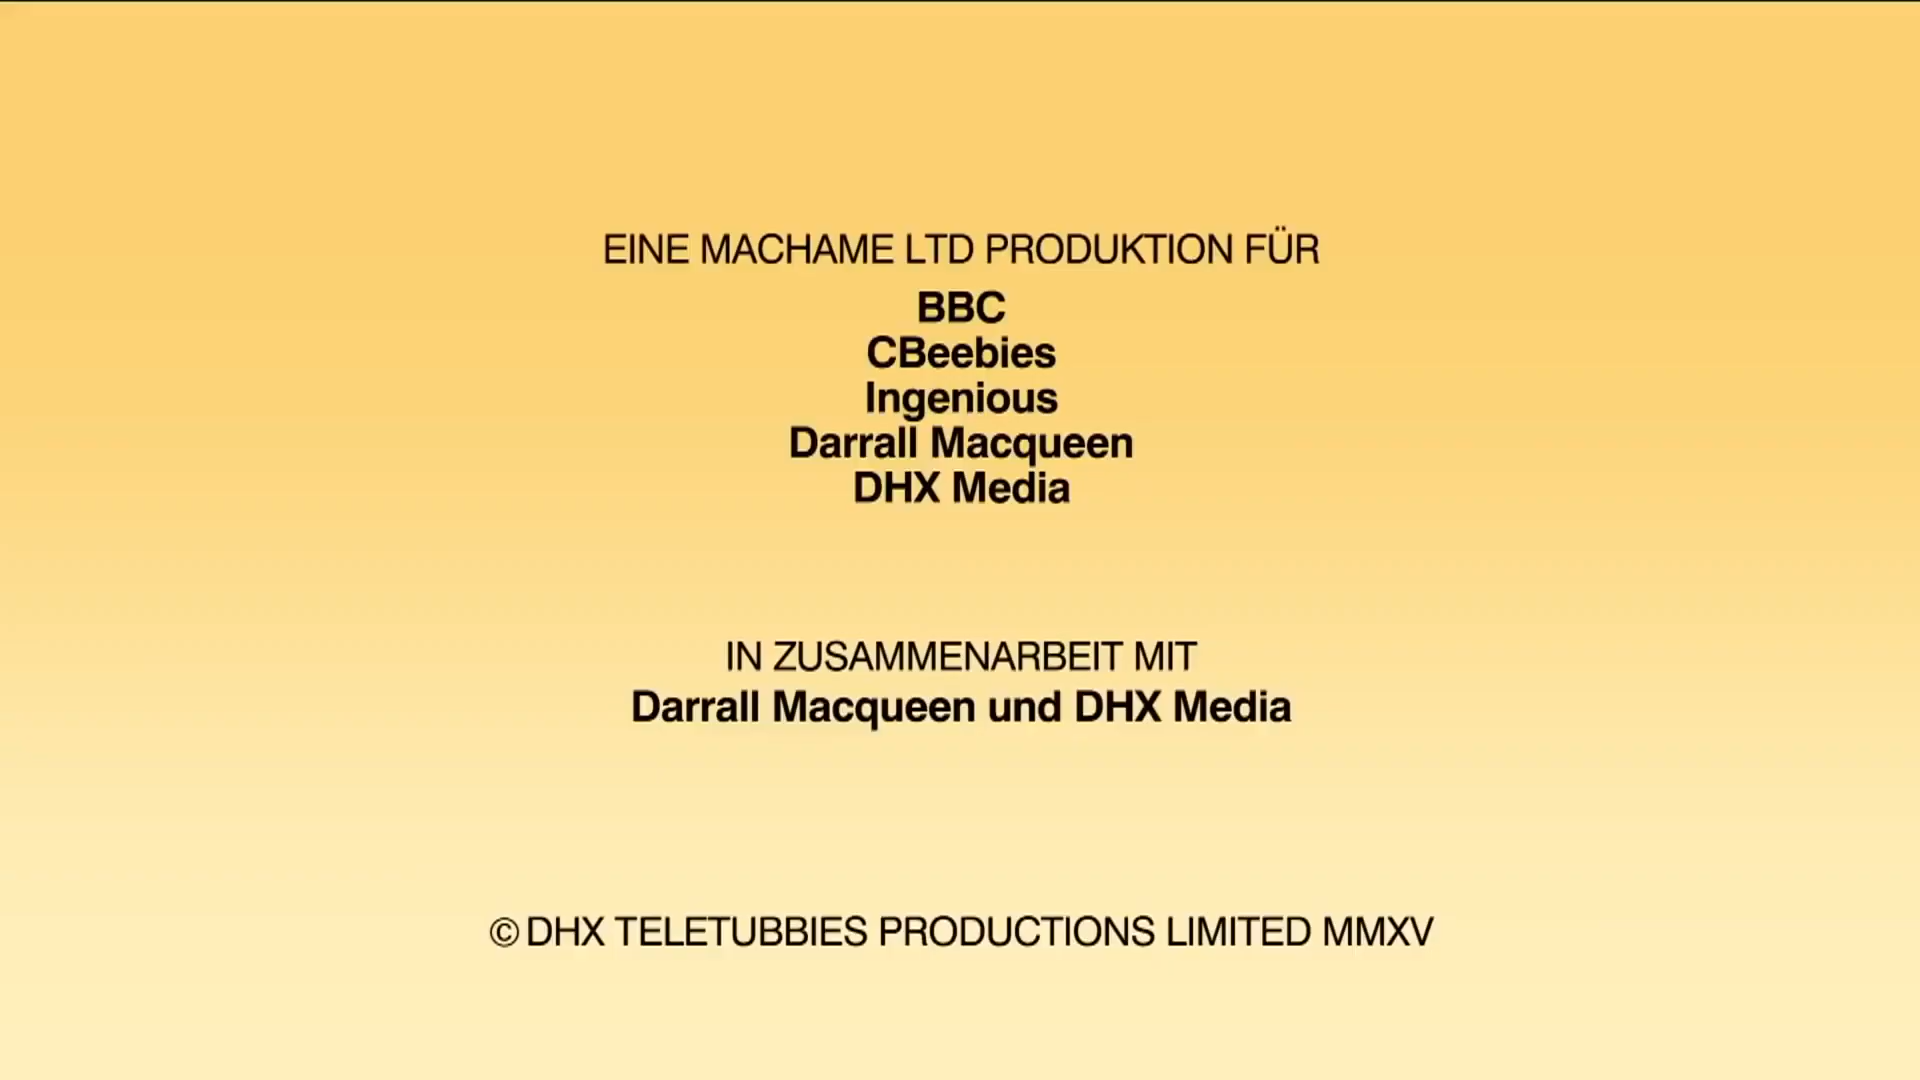 EINE MACHAME LTD PRODUKTION FÜR
BBC
CBeebies
Ingenious
Darrall Macqueen
DHX Media
IN ZUSAMMENARBEIT MIT
Darrall Macqueen und DHX Media
© DHX TELETUBBIES PRODUCTIONS LIMITED MMXV